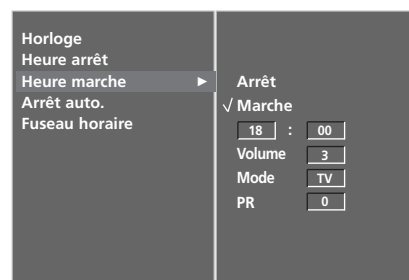 Horloge
Heure arrêt
Heure marche ►
Arrêt auto.
Fuseau horaire
Arrêt
√ Marche
18 : 00
Volume 3
Mode TV
PR 0